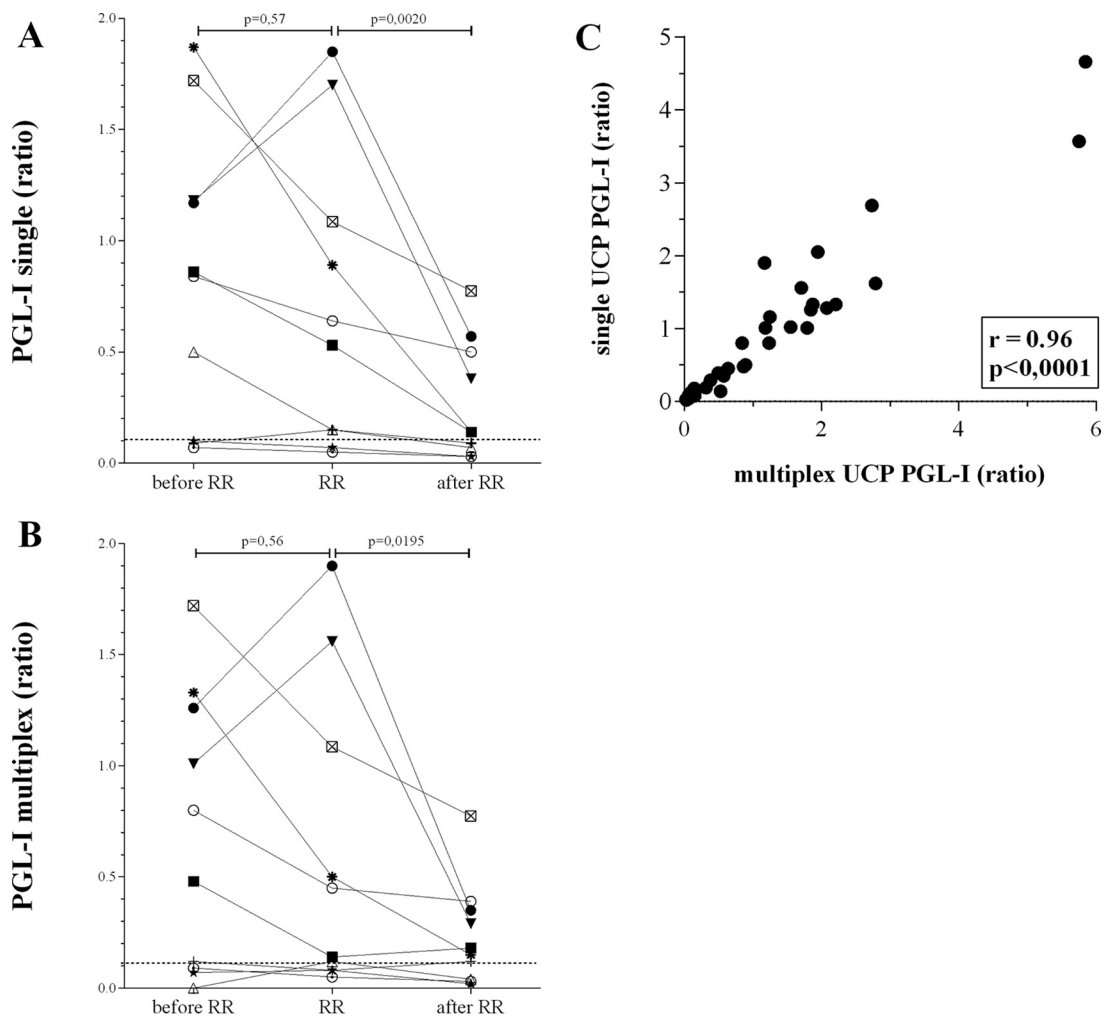 A
p=0,57
p=0,0020
PGL-I single (ratio)
2.0
1.5
1.0
0.5
0.0
before RR
RR
after RR
B
p=0,56
p=0,0195
PGL-I multiplex (ratio)
2.0
1.5
1.0
0.5
0.0
before RR
RR
after RR
C
single UCP PGL-I (ratio)
5
4
3
2
1
0
r = 0.96
p<0,0001
0
2
4
6
multiplex UCP PGL-I (ratio)